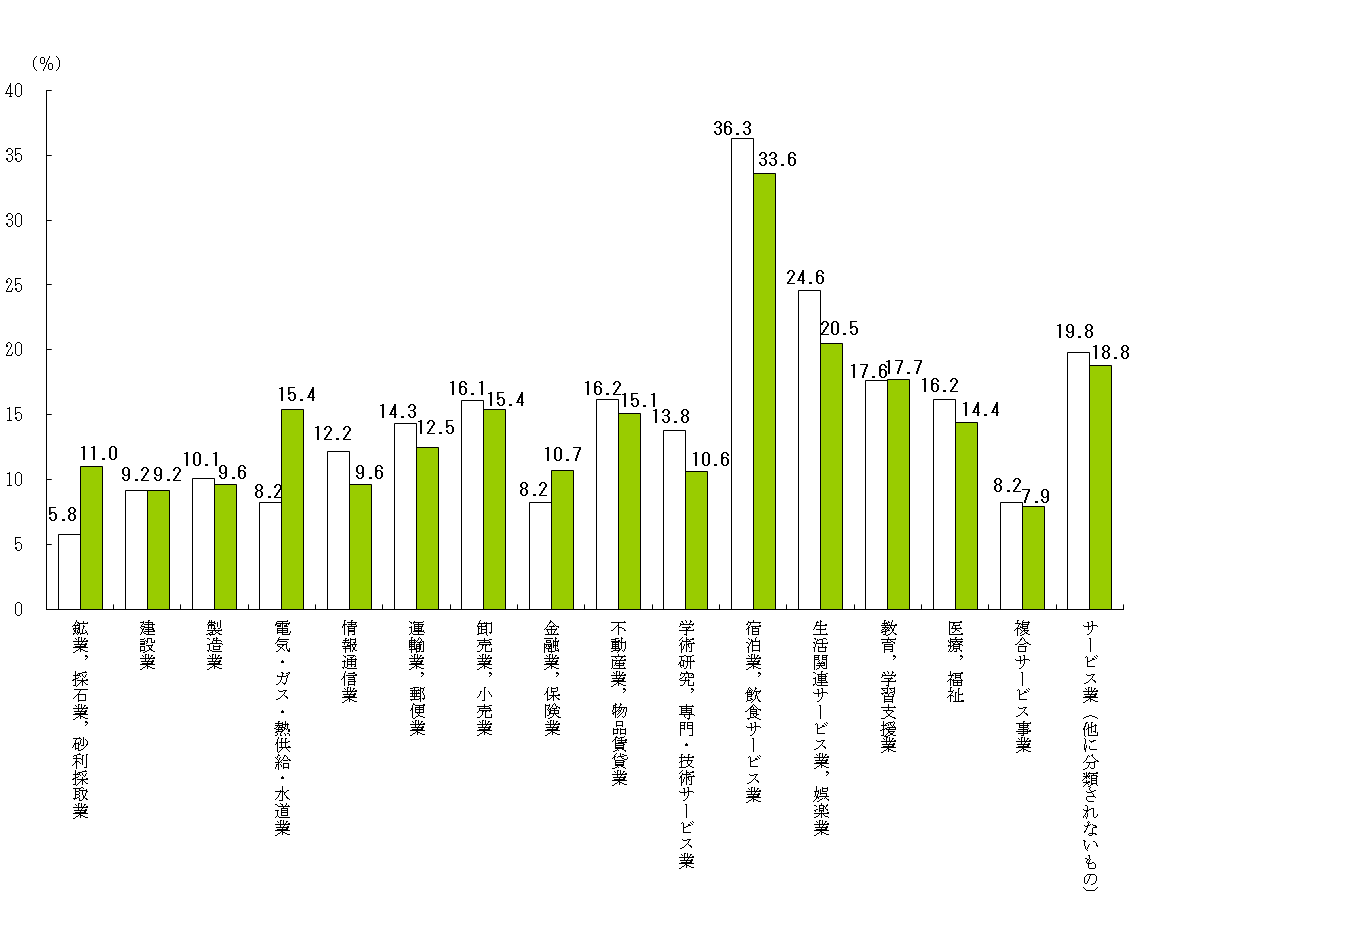 (%)
40
35
30
25
20
15
10
5
0
5.8
11.0
9.2
9.2
10.1
9.6
8.2
15.4
12.2
9.6
14.3
12.5
16.1
15.4
8.2
10.7
16.2
15.1
13.8
10.6
36.3
33.6
24.6
20.5
17.6
17.7
16.2
14.4
8.2
7.9
19.8
18.8
鉱業，採石業，砂利採取業
建設業
製造業
電気・ガス・熱供給・水道業
情報通信業
運輸業，郵便業
卸売業，小売業
金融業，保険業
不動産業，物品賃貸業
学術研究，専門・技術サービス業
宿泊業，飲食サービス業
生活関連サービス業，娯楽業
教育，学習支援業
医療，福祉
複合サービス事業
サービス業（他に分類されないもの）